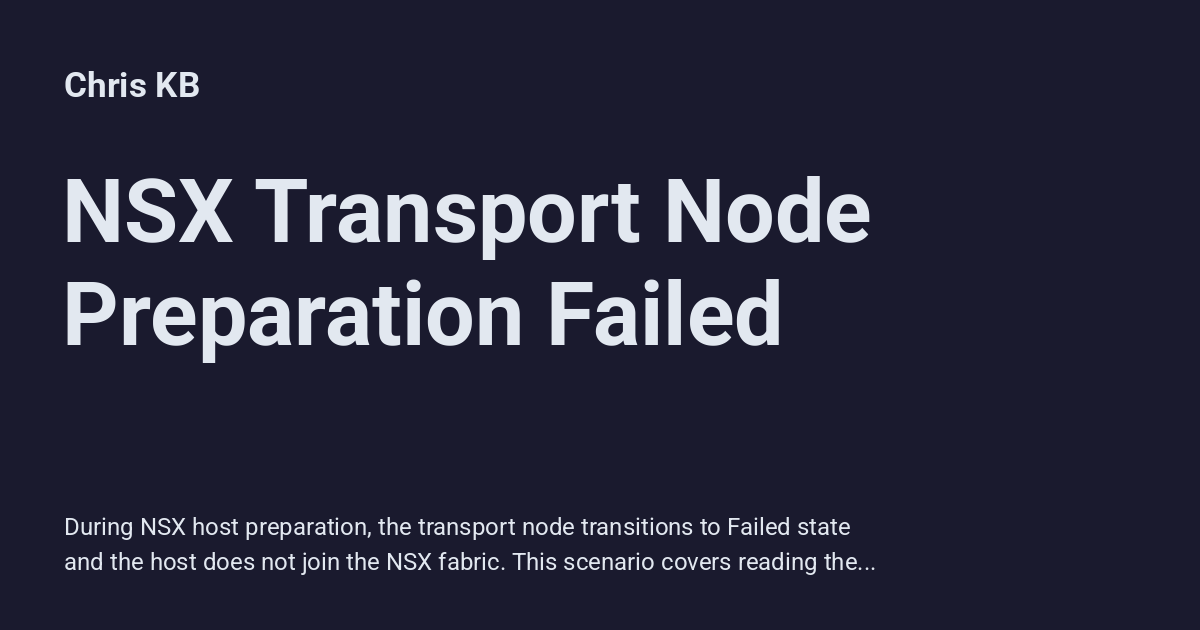 Chris KB
NSX Transport Node
Preparation Failed
During NSX host preparation, the transport node transitions to Failed state
and the host does not join the NSX fabric. This scenario covers reading the...